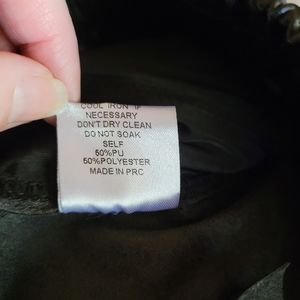 COOL IRON IF
NECESSARY
DON'T DRY CLEAN
DO NOT SOAK
SELF
50%PU
50%POLYESTER
MADE IN PRC